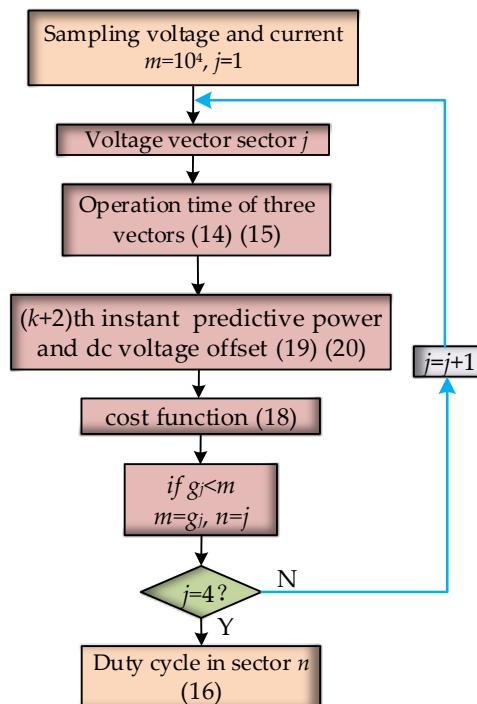 Sampling voltage and current
m=10⁴, j=1
Voltage vector sector j
Operation time of three
vectors (14) (15)
(k+2)th instant predictive power
and dc voltage offset (19) (20)
j=j+1
cost function (18)
if gⱼ<m
m=gⱼ, n=j
j=4?
N
Y
Duty cycle in sector n
(16)